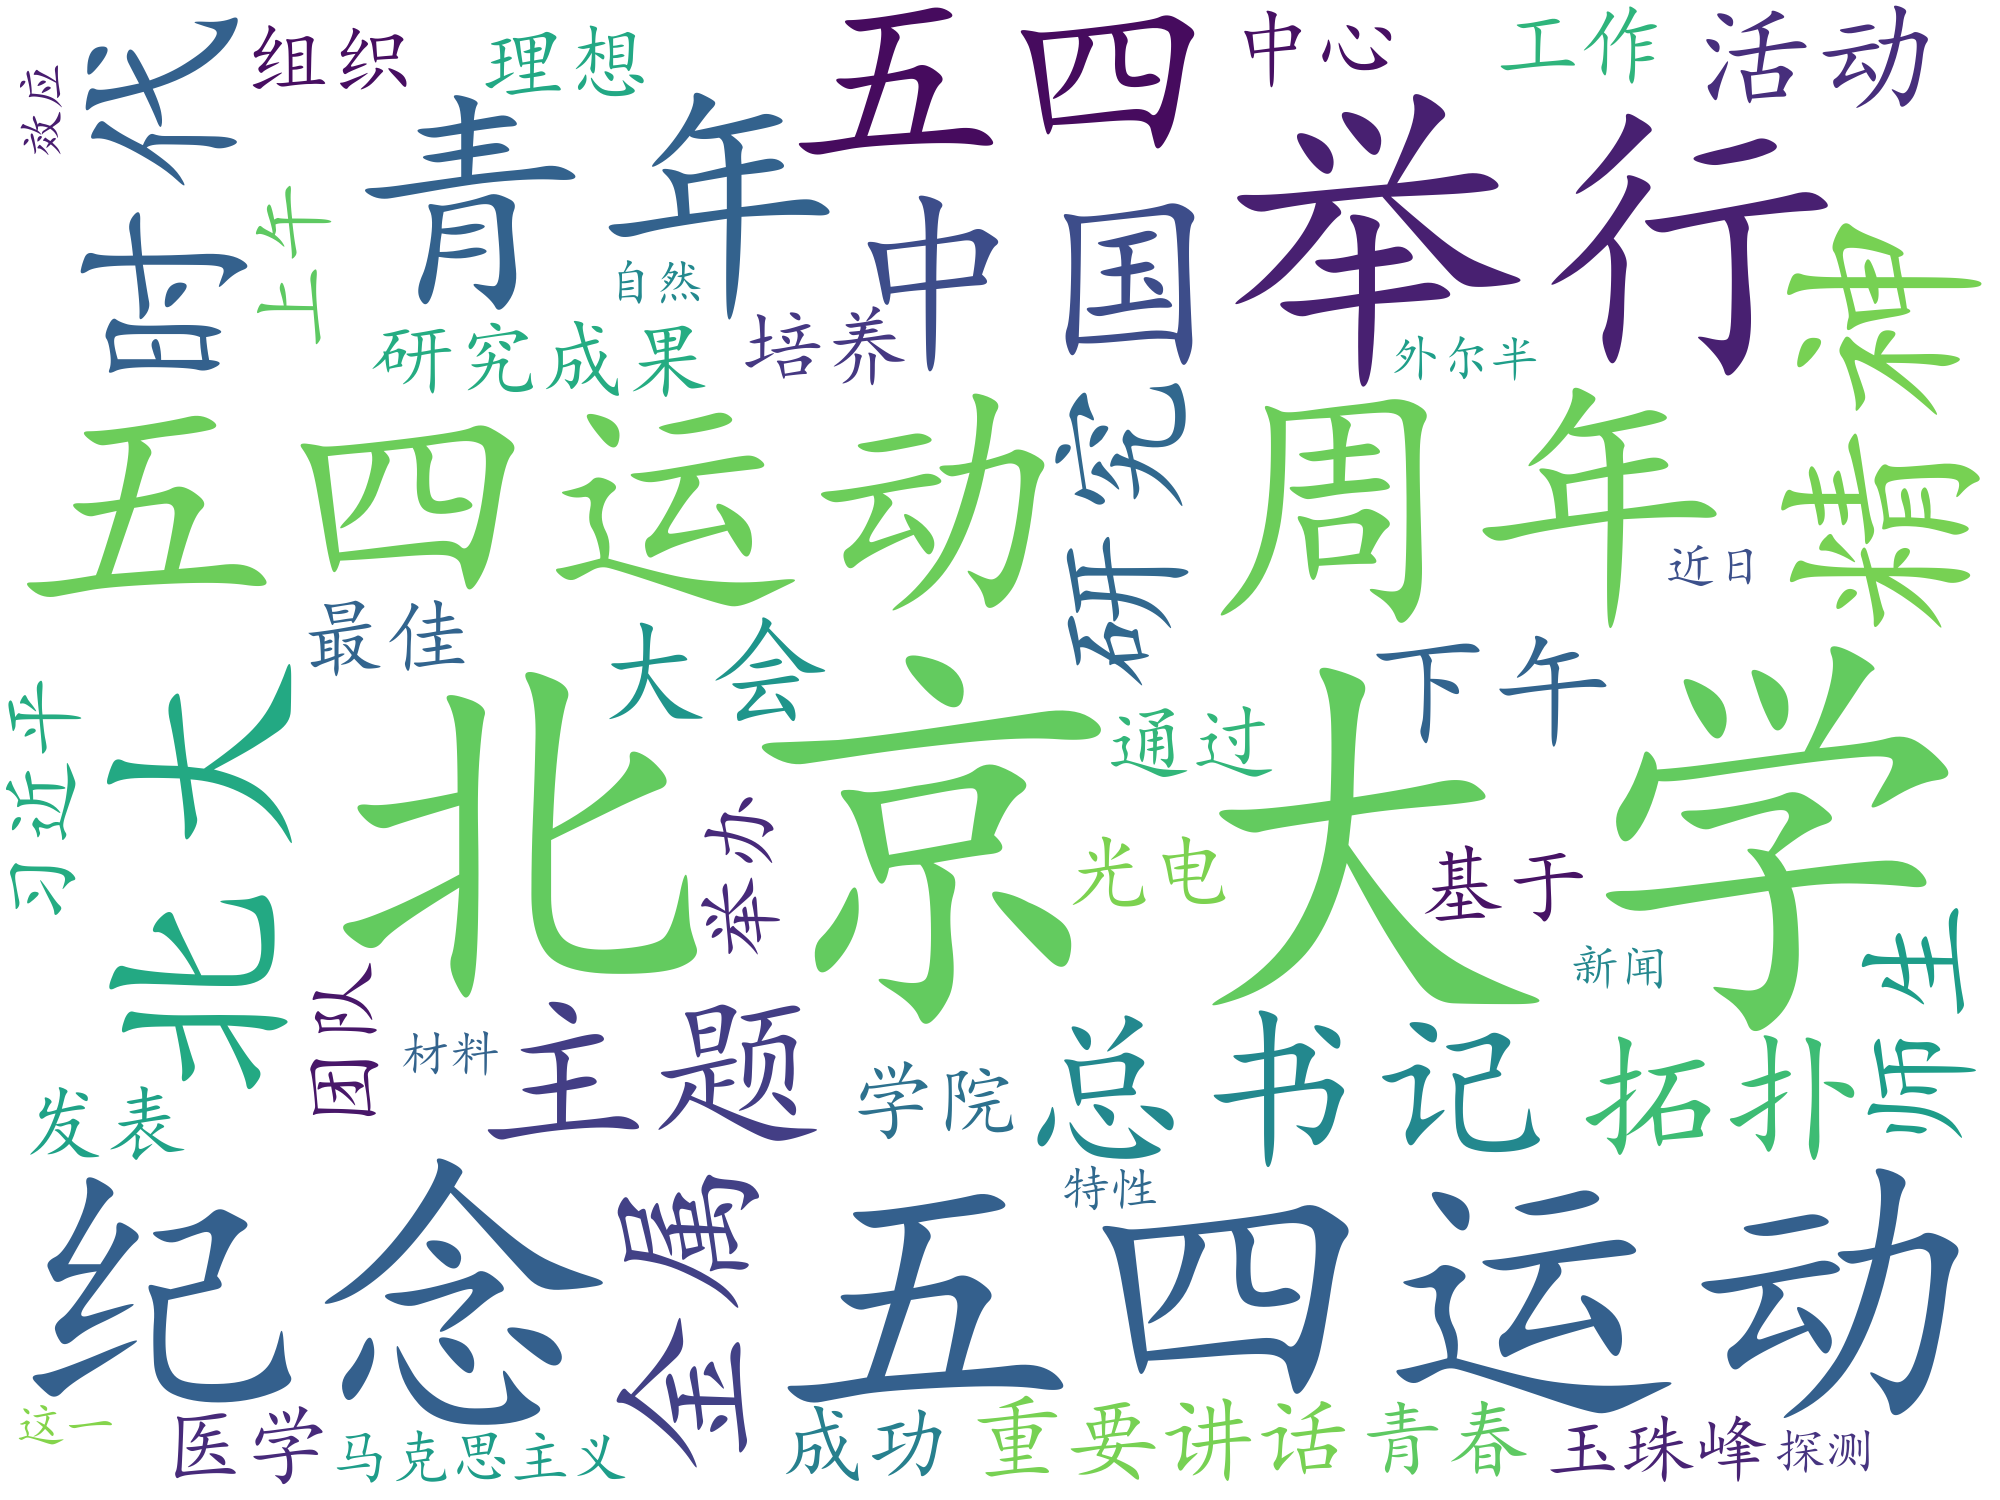 效应
时代
组织
理想
五四
中心
工作
活动
青年
上午
自然
中国
举行
精神
研究成果
培养
外尔半
五四运动
周年
研究
近日
最佳
大会
下午
习近平
北大
北京大学
通过
举办
光电
基于
新闻
师生
团队
材料
主题
学院
总书记
拓扑
发表
特性
纪念
金属
五四运动
这一
医学
马克思主义
成功
重要讲话
青春
玉珠峰
探测